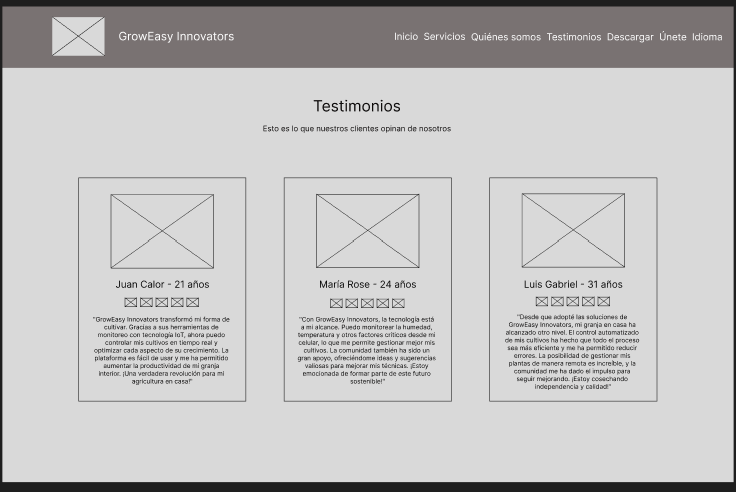 GrowEasy Innovators
Inicio Servicios Quiénes somos Testimonios Descargar Únete Idioma
Testimonios
Esto es lo que nuestros clientes opinan de nosotros
Juan Calor - 21 años
"GrowEasy Innovators transformó mi forma de
cultivar. Gracias a sus herramientas de
monitoreo con tecnología IoT, ahora puedo
controlar mis cultivos en tiempo real y
optimizar cada aspecto de su crecimiento. La
plataforma es fácil de usar y me ha permitido
aumentar la productividad de mi granja
interior. ¡Una verdadera revolución para mi
agricultura en casa!"
María Rose - 24 años
"Con GrowEasy Innovators, la tecnología está
a mi alcance. Puedo monitorear la humedad,
temperatura y otros factores críticos desde mi
celular, lo que me permite gestionar mejor mis
cultivos. La comunidad también ha sido un
gran apoyo, ofreciéndome ideas y sugerencias
valiosas para mejorar mis técnicas. ¡Estoy
emocionada de formar parte de este futuro
sostenible!"
Luis Gabriel - 31 años
"Desde que adopté las soluciones de
GrowEasy Innovators, mi granja en casa ha
alcanzado otro nivel. El control automatizado
de mis cultivos ha hecho que todo el proceso
sea más eficiente y me ha permitido reducir
errores. La posibilidad de gestionar mis
plantas de manera remota es increíble, y la
comunidad me ha dado el impulso para
seguir mejorando. ¡Estoy cosechando
independencia y calidad!"